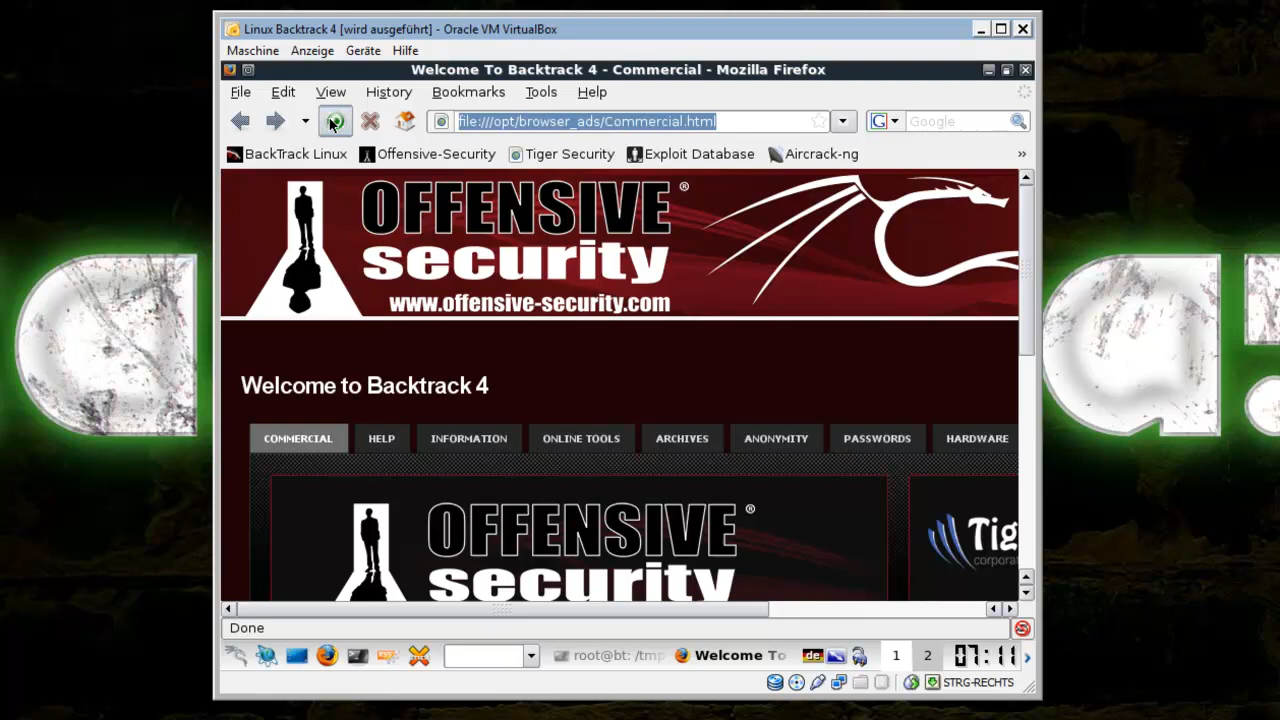 Linux Backtrack 4 [wird ausgeführt] - Oracle VM VirtualBox
Maschine Anzeige Geräte Hilfe
Welcome To Backtrack 4 - Commercial - Mozilla Firefox
File Edit View History Bookmarks Tools Help
file:///opt/browser_ads/Commercial.html
G Google
BackTrack Linux Offensive-Security Tiger Security Exploit Database Aircrack-ng »
OFFENSIVE ®
security
www.offensive-security.com
Welcome to Backtrack 4
COMMERCIAL HELP INFORMATION ONLINE TOOLS ARCHIVES ANONYMITY PASSWORDS HARDWARE
OFFENSIVE ®
security
Tig
corporat
Done
root@bt: /tmp Welcome To de 1 2 07:11
STRG-RECHTS